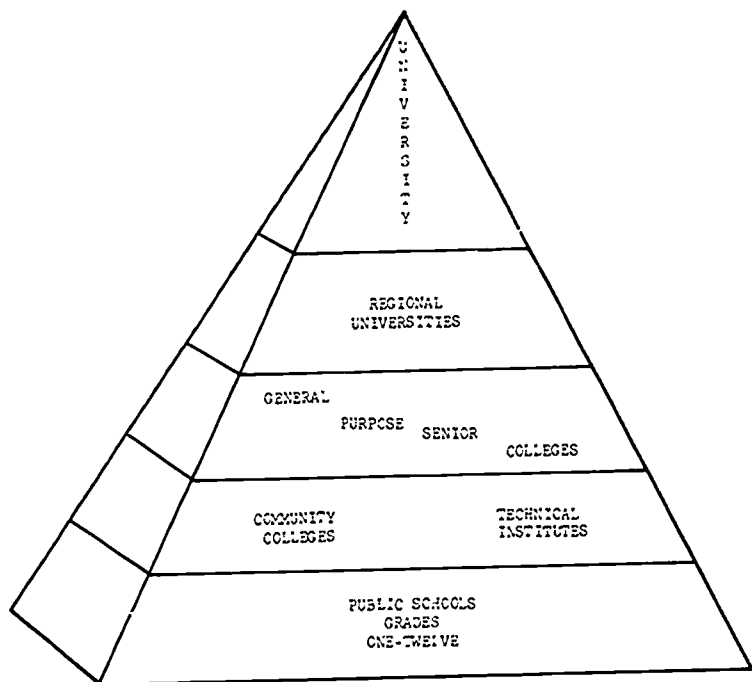 UNIVERSITY
REGIONAL
UNIVERSITIES
GENERAL PURPOSE SENIOR COLLEGES
COMMUNITY COLLEGES
TECHNICAL INSTITUTES
PUBLIC SCHOOLS
GRADES
ONE-TWELVE